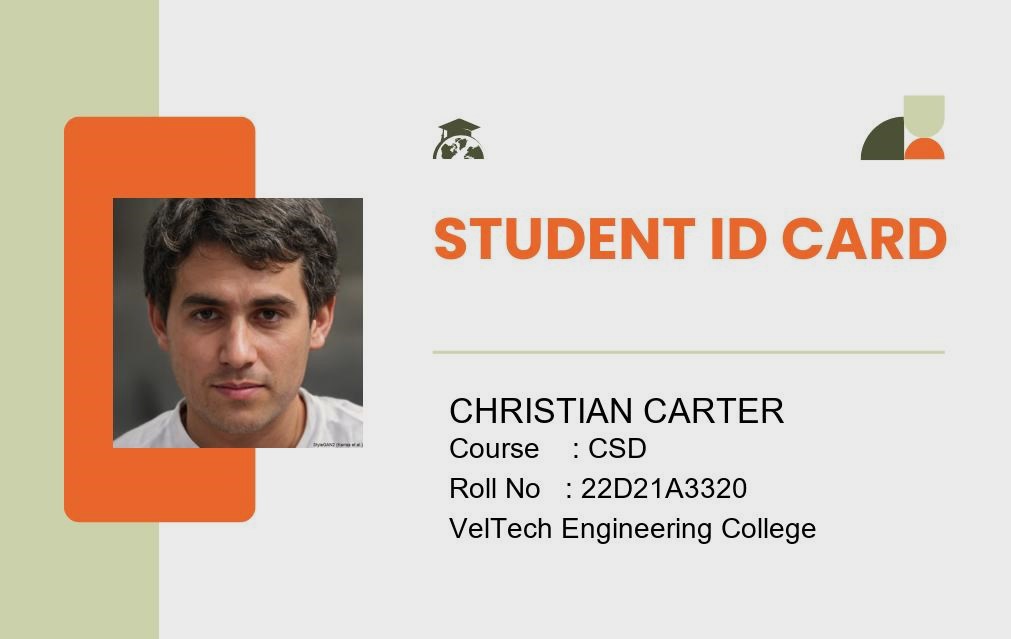 STUDENT ID CARD
StyleGAN2 (Karras et al.)
CHRISTIAN CARTER
Course : CSD
Roll No : 22D21A3320
VelTech Engineering College